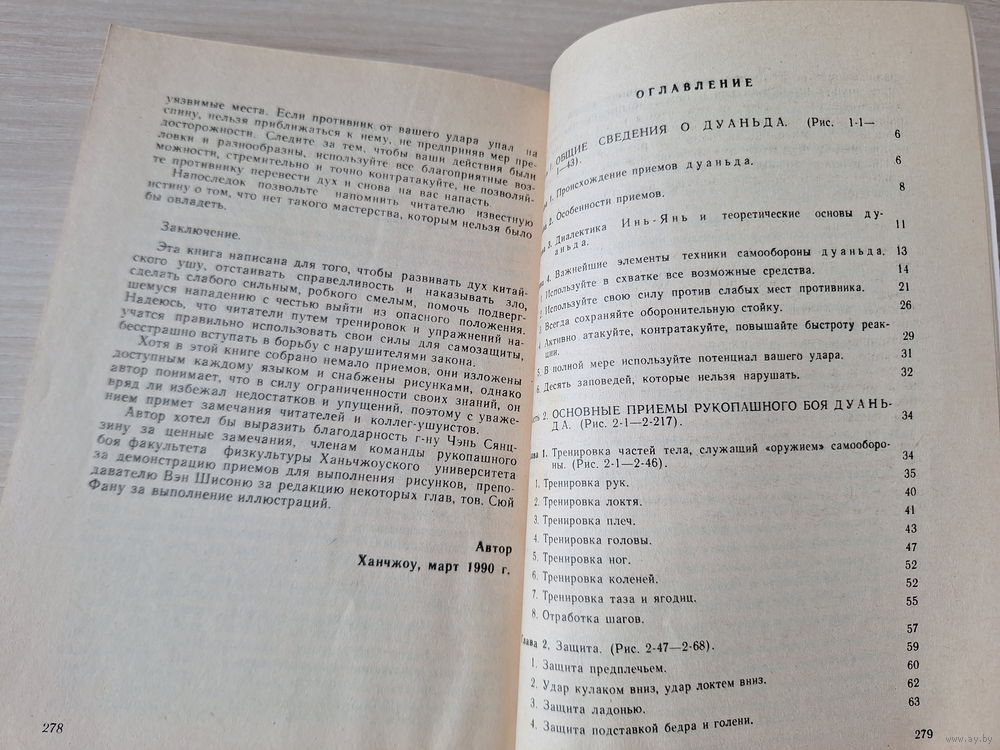 уязвимые места. Если противник от вашего удара упал на
спину, нельзя приближаться к нему, не предприняв мер пре-
досторожности. Следите за тем, чтобы ваши действия были
ловки и разнообразны, используйте все благоприятные воз-
можности, стремительно и точно контратакуйте, не позволяй-
те противнику перевести дух и снова на вас напасть.
Напоследок позвольте напомнить читателю известную
истину о том, что нет такого мастерства, которым нельзя было
бы овладеть.
Заключение.
Эта книга написана для того, чтобы развивать дух китай-
ского ушу, отстаивать справедливость и наказывать зло,
сделать слабого сильным, робкого смелым, помочь подверг-
шемуся нападению с честью выйти из опасного положения.
Надеюсь, что читатели путем тренировок и упражнений на-
учатся правильно использовать свои силы для самозащиты,
бесстрашно вступать в борьбу с нарушителями закона.
Хотя в этой книге собрано немало приемов, они изложены
доступным каждому языком и снабжены рисунками, однако
автор понимает, что в силу ограниченности своих знаний, он
вряд ли избежал недостатков и упущений, поэтому с уваже-
нием примет замечания читателей и коллег-ушуистов.
Автор хотел бы выразить благодарность г-ну Чэнь Сянц-
зину за ценные замечания, членам команды рукопашного
боя факультета физкультуры Ханьчжоуского университета
за демонстрацию приемов для выполнения рисунков, препо-
давателю Вэн Шисоню за редакцию некоторых глав, тов. Сюй
Фану за выполнение иллюстраций.
Автор
Ханчжоу, март 1990 г.
278
ОГЛАВЛЕНИЕ
1. ОБЩИЕ СВЕДЕНИЯ О ДУАНЬДА. (Рис. 1-1—
1—43). 6
1. Происхождение приемов дуаньда. 6
2. Особенности приемов. 8
3. Диалектика Инь-Янь и теоретические основы ду-
аньда. 11
4. Важнейшие элементы техники самообороны дуаньда. 13
1. Используйте в схватке все возможные средства. 14
2. Используйте свою силу против слабых мест противника. 21
3. Всегда сохраняйте оборонительную стойку. 26
4. Активно атакуйте, контратакуйте, повышайте быстроту реак-
ции. 29
5. В полной мере используйте потенциал вашего удара. 31
6. Десять заповедей, которые нельзя нарушать. 32
2. ОСНОВНЫЕ ПРИЕМЫ РУКОПАШНОГО БОЯ ДУАНЬ-
ДА. (Рис. 2-1—2-217). 34
1. Тренировка частей тела, служащий «оружием» самооборо-
ны. (Рис. 2-1—2-46). 34
1. Тренировка рук. 35
2. Тренировка локтя. 40
3. Тренировка плеч. 41
4. Тренировка головы. 43
5. Тренировка ног. 47
6. Тренировка коленей. 52
7. Тренировка таза и ягодиц. 52
8. Отработка шагов. 55
Глава 2. Защита. (Рис. 2-47—2-68). 57
1. Защита предплечьем. 59
2. Удар кулаком вниз, удар локтем вниз. 60
3. Защита ладонью. 62
4. Защита подставкой бедра и голени. 63
279
www.ay.by